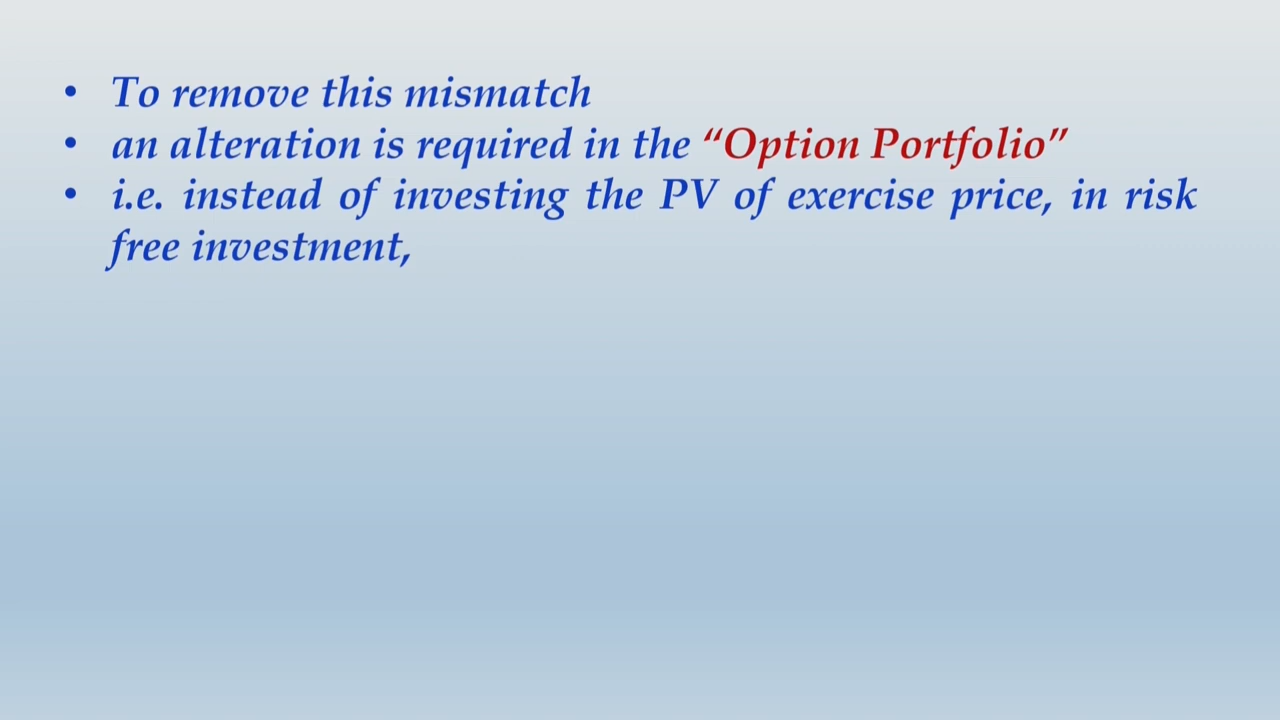 • To remove this mismatch
• an alteration is required in the “Option Portfolio”
• i.e. instead of investing the PV of exercise price, in risk
free investment,